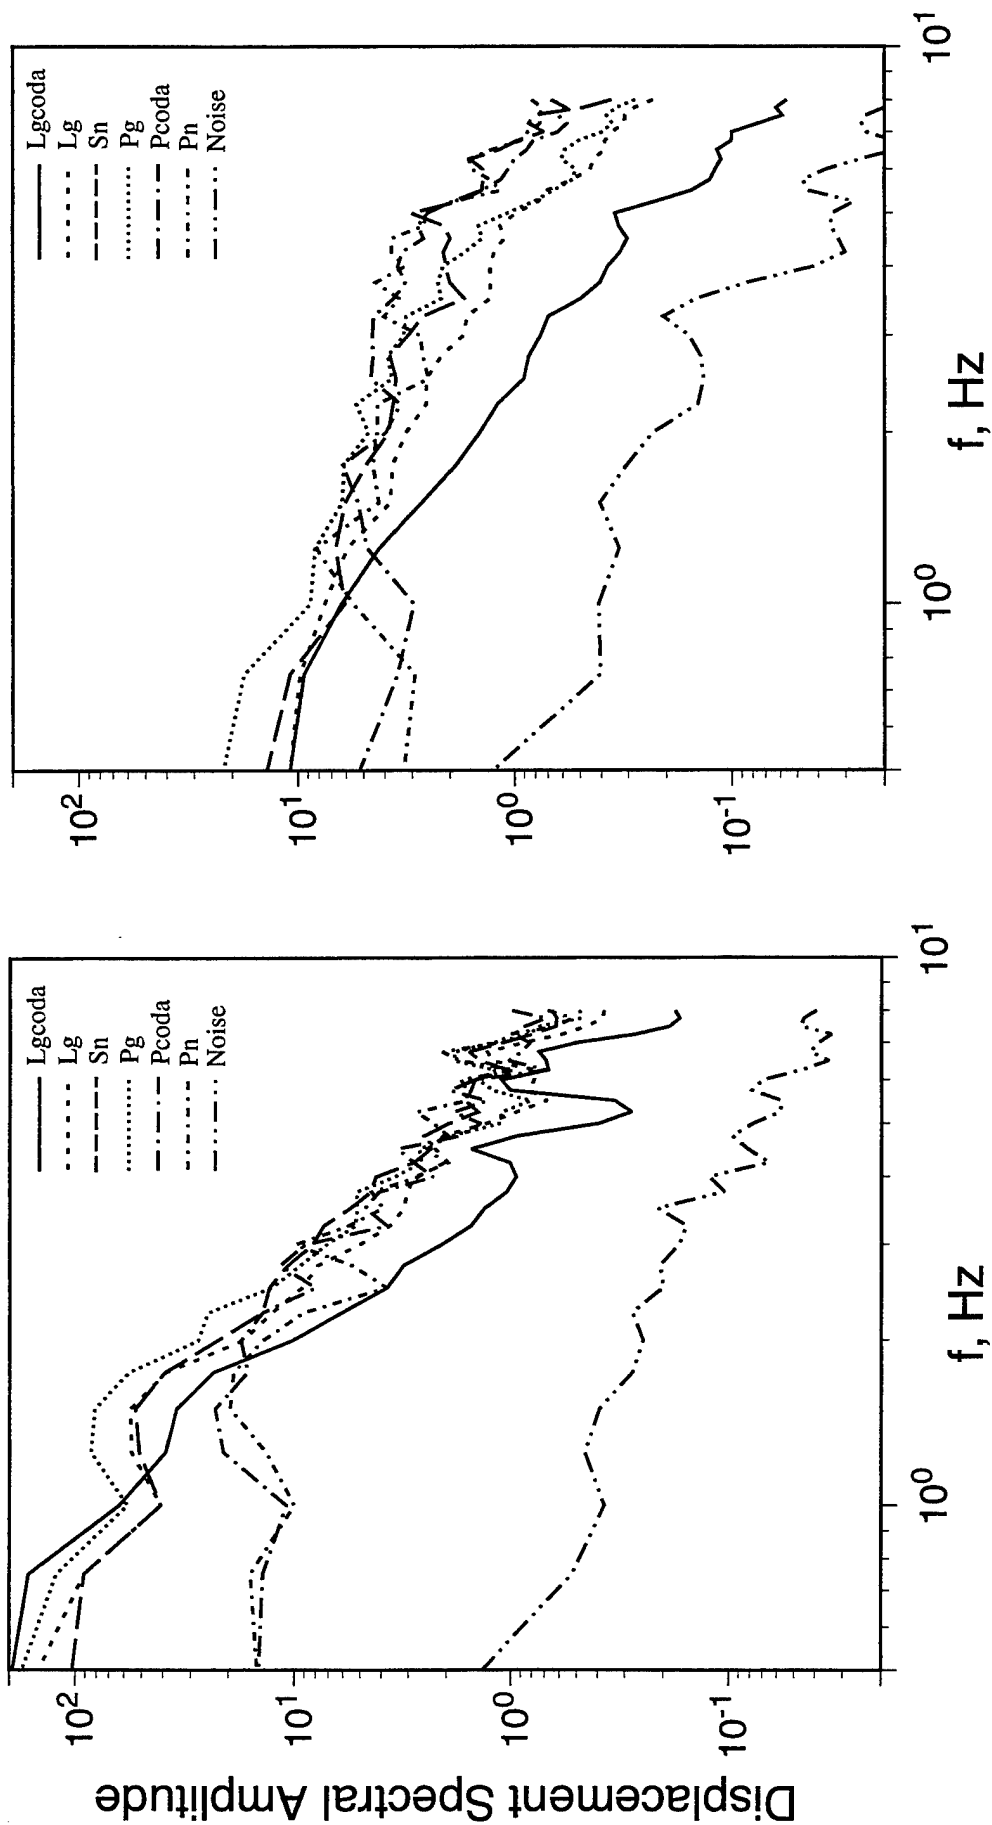 Displacement Spectral Amplitude
10²
10¹
10⁰
10⁻¹
Lgcoda
Lg
Sn
Pg
Pcoda
Pn
Noise
10⁰
10¹
f, Hz
10²
10¹
10⁰
10⁻¹
Lgcoda
Lg
Sn
Pg
Pcoda
Pn
Noise
10⁰
10¹
f, Hz